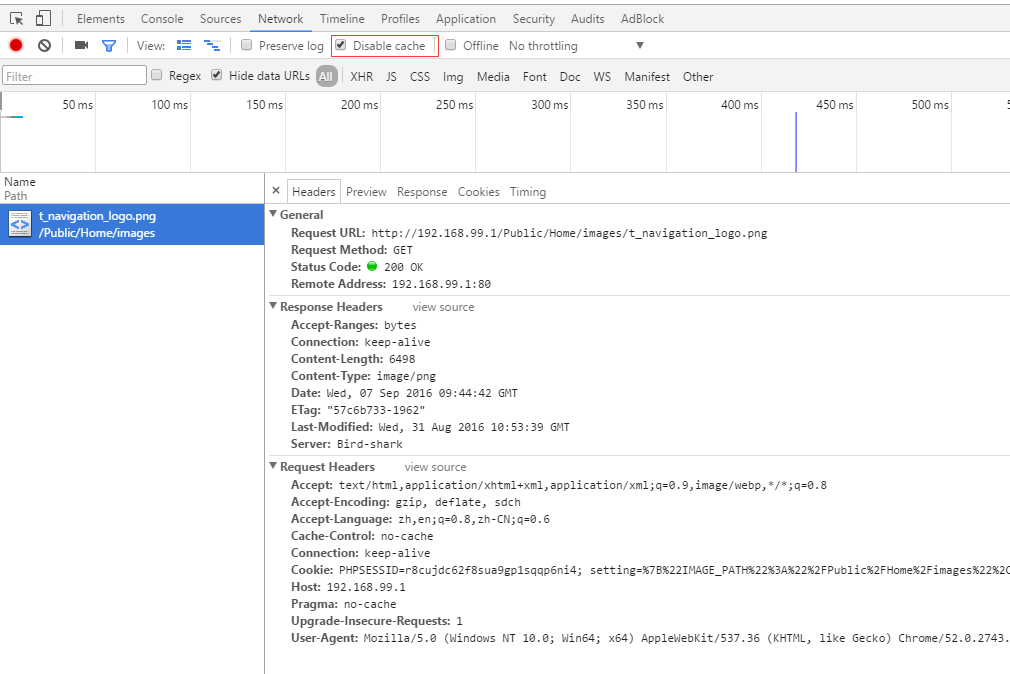 Elements Console Sources Network Timeline Profiles Application Security Audits AdBlock
View: Preserve log Disable cache Offline No throttling
Filter Regex Hide data URLs All XHR JS CSS Img Media Font Doc WS Manifest Other
50 ms 100 ms 150 ms 200 ms 250 ms 300 ms 350 ms 400 ms 450 ms 500 ms
Name
Path
t_navigation_logo.png
/Public/Home/images
× Headers Preview Response Cookies Timing
General
Request URL: http://192.168.99.1/Public/Home/images/t_navigation_logo.png
Request Method: GET
Status Code: 200 OK
Remote Address: 192.168.99.1:80
Response Headers view source
Accept-Ranges: bytes
Connection: keep-alive
Content-Length: 6498
Content-Type: image/png
Date: Wed, 07 Sep 2016 09:44:42 GMT
ETag: "57c6b733-1962"
Last-Modified: Wed, 31 Aug 2016 10:53:39 GMT
Server: Bird-shark
Request Headers view source
Accept: text/html,application/xhtml+xml,application/xml;q=0.9,image/webp,*/*;q=0.8
Accept-Encoding: gzip, deflate, sdch
Accept-Language: zh,en;q=0.8,zh-CN;q=0.6
Cache-Control: no-cache
Connection: keep-alive
Cookie: PHPSESSID=r8cujdc62f8sua9gp1sqqp6ni4; setting=%7B%22IMAGE_PATH%22%3A%22%2FPublic%2FHome%2Fimages%22%2C
Host: 192.168.99.1
Pragma: no-cache
Upgrade-Insecure-Requests: 1
User-Agent: Mozilla/5.0 (Windows NT 10.0; Win64; x64) AppleWebKit/537.36 (KHTML, like Gecko) Chrome/52.0.2743.